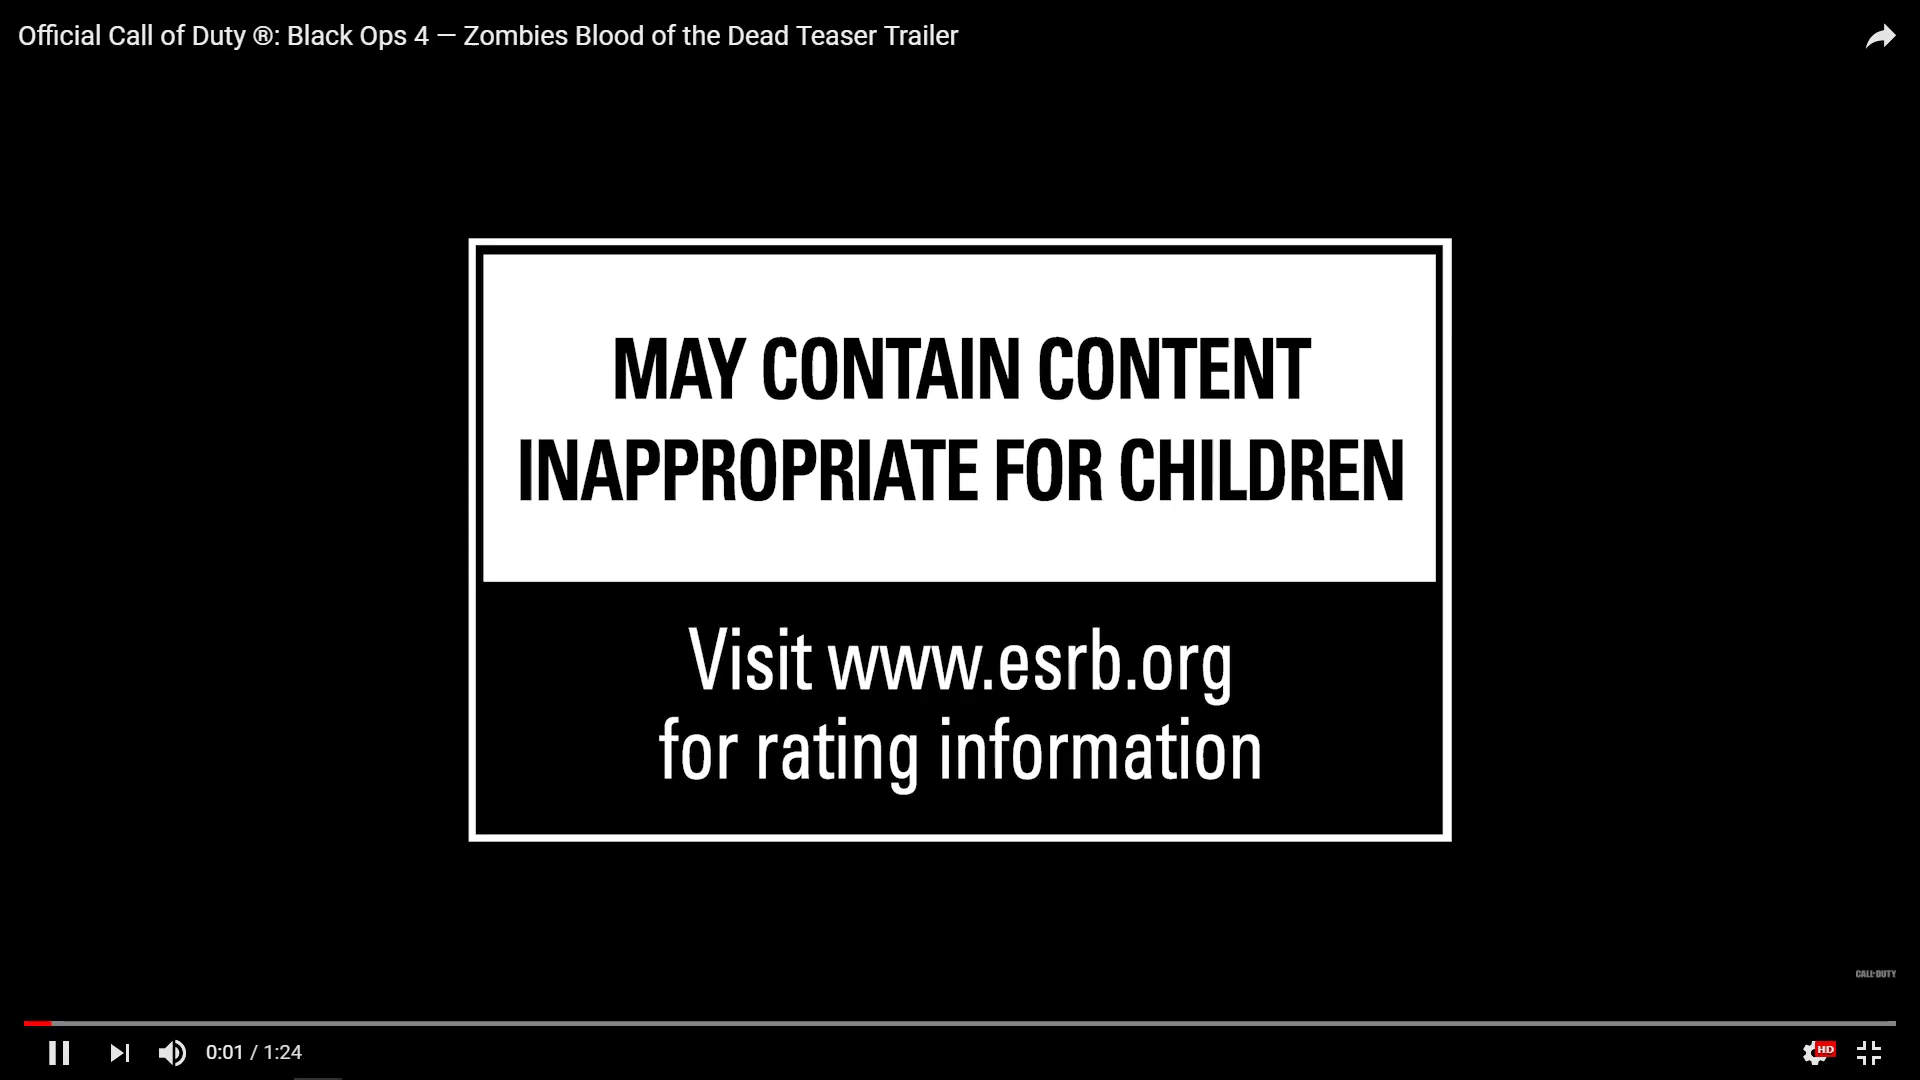 Official Call of Duty ®: Black Ops 4 — Zombies Blood of the Dead Teaser Trailer
MAY CONTAIN CONTENT
INAPPROPRIATE FOR CHILDREN
Visit www.esrb.org
for rating information
CALL OF DUTY
0:01 / 1:24
HD